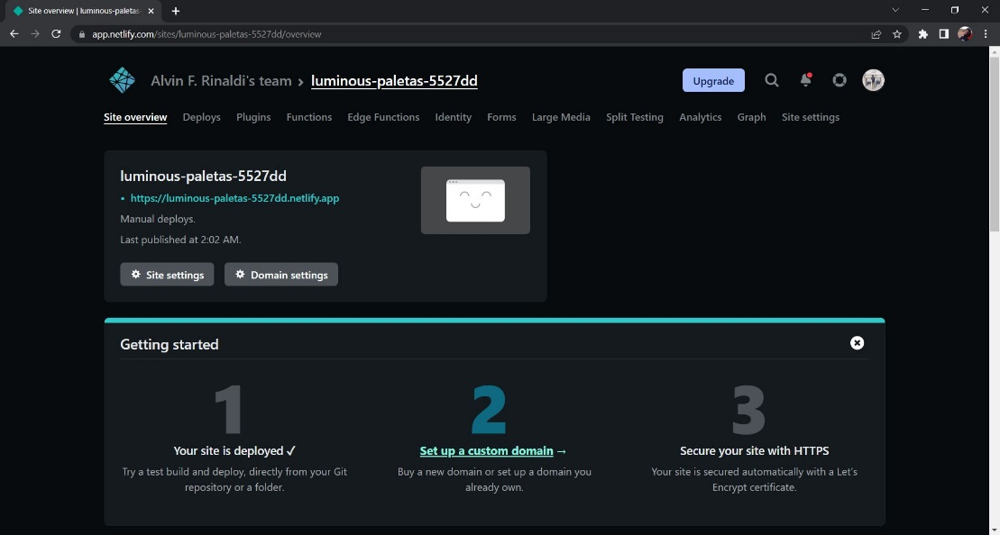 Site overview | luminous-paletas-
app.netlify.com/sites/luminous-paletas-5527dd/overview
Alvin F. Rinaldi's team > luminous-paletas-5527dd
Upgrade
Site overview Deploys Plugins Functions Edge Functions Identity Forms Large Media Split Testing Analytics Graph Site settings
luminous-paletas-5527dd
• https://luminous-paletas-5527dd.netlify.app
Manual deploys.
Last published at 2:02 AM.
Site settings Domain settings
Getting started
1 2 3
Your site is deployed ✓
Try a test build and deploy, directly from your Git
repository or a folder.
Set up a custom domain →
Buy a new domain or set up a domain you
already own.
Secure your site with HTTPS
Your site is secured automatically with a Let's
Encrypt certificate.